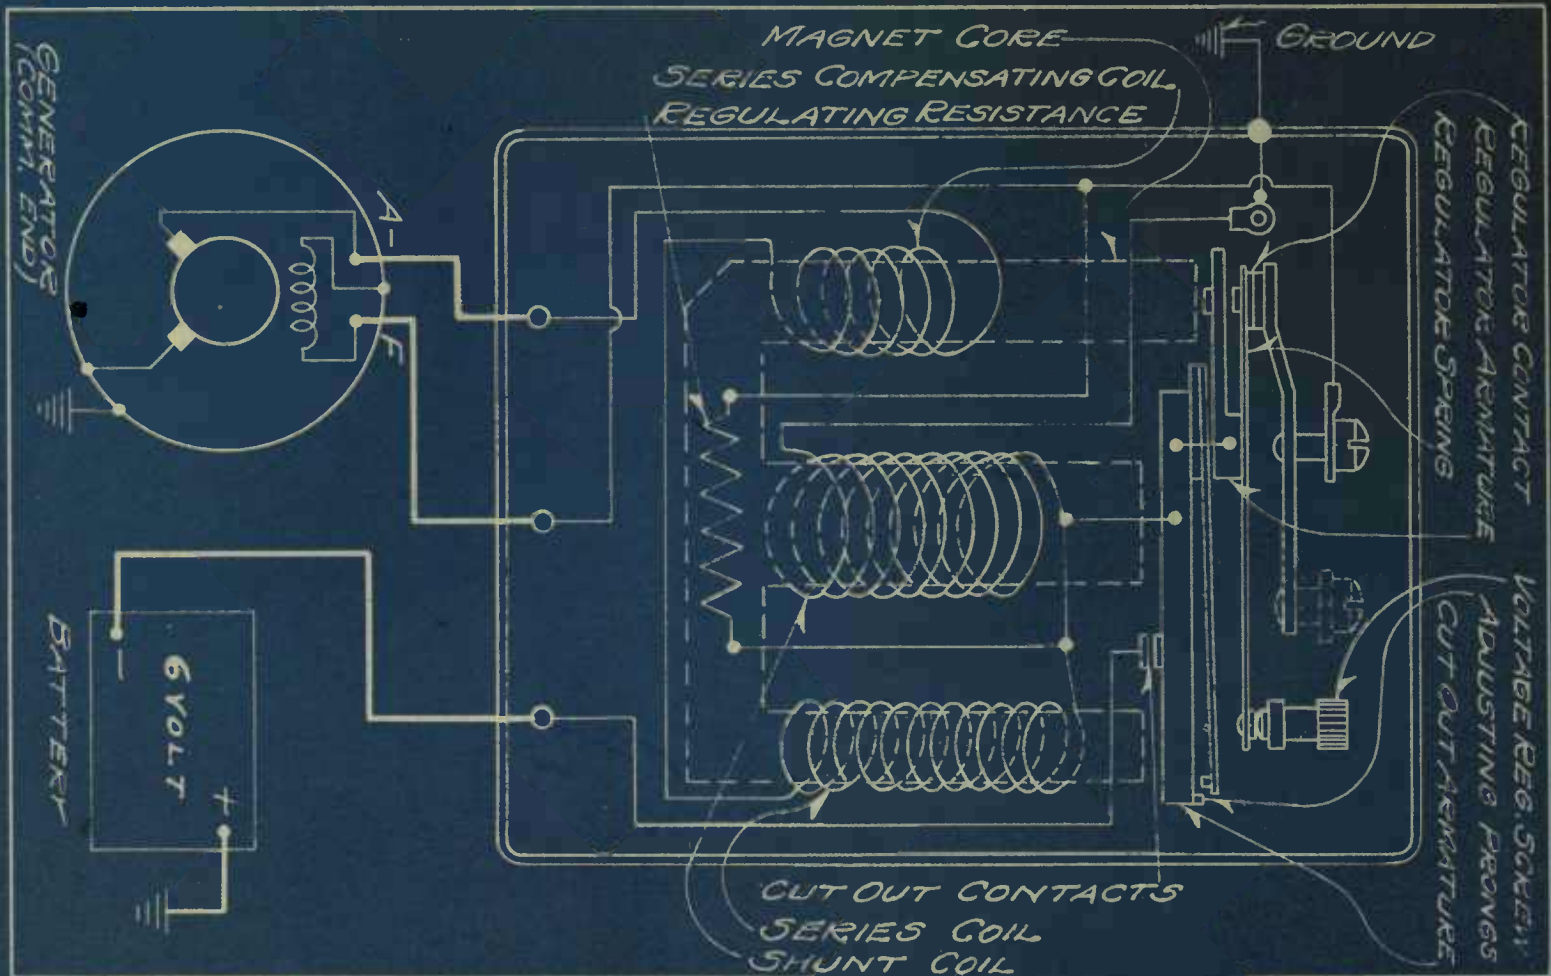 MAGNET CORE
SERIES COMPENSATING COIL
REGULATING RESISTANCE
GROUND
REGULATOR CONTACT
REGULATOR ARMATURE
REGULATOR SPRING
GENERATOR
(COMM. END)
A-
F
VOLTAGE REG. SCREW
ADJUSTING PRONGS
CUT OUT ARMATURE
BATTERY
-
6 VOLT
+
CUT OUT CONTACTS
SERIES COIL
SHUNT COIL